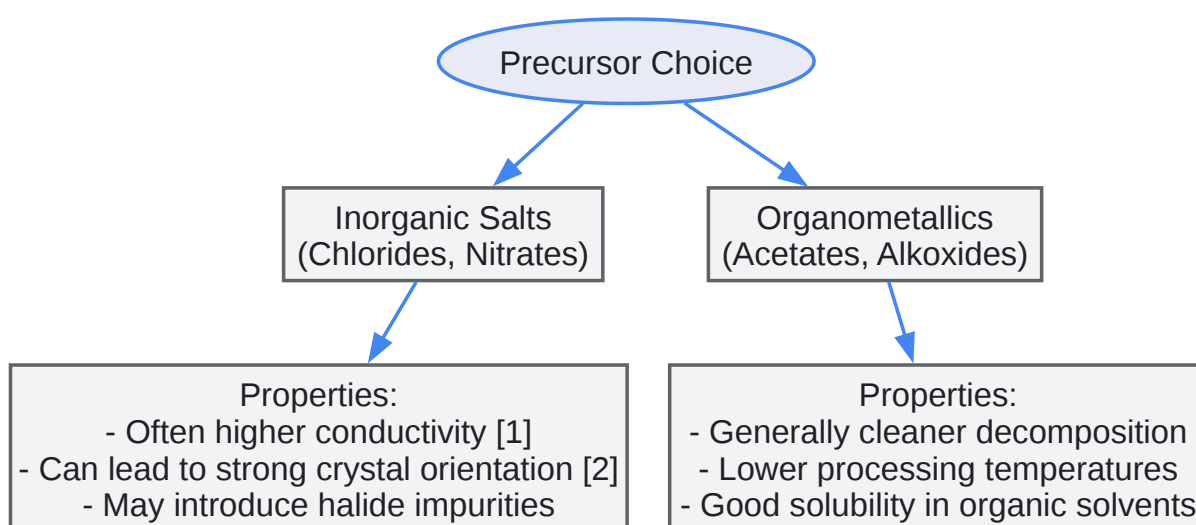 Precursor Choice
Inorganic Salts
(Chlorides, Nitrates)
Organometallics
(Acetates, Alkoxides)
Properties:
- Often higher conductivity [1]
- Can lead to strong crystal orientation [2]
- May introduce halide impurities
Properties:
- Generally cleaner decomposition
- Lower processing temperatures
- Good solubility in organic solvents